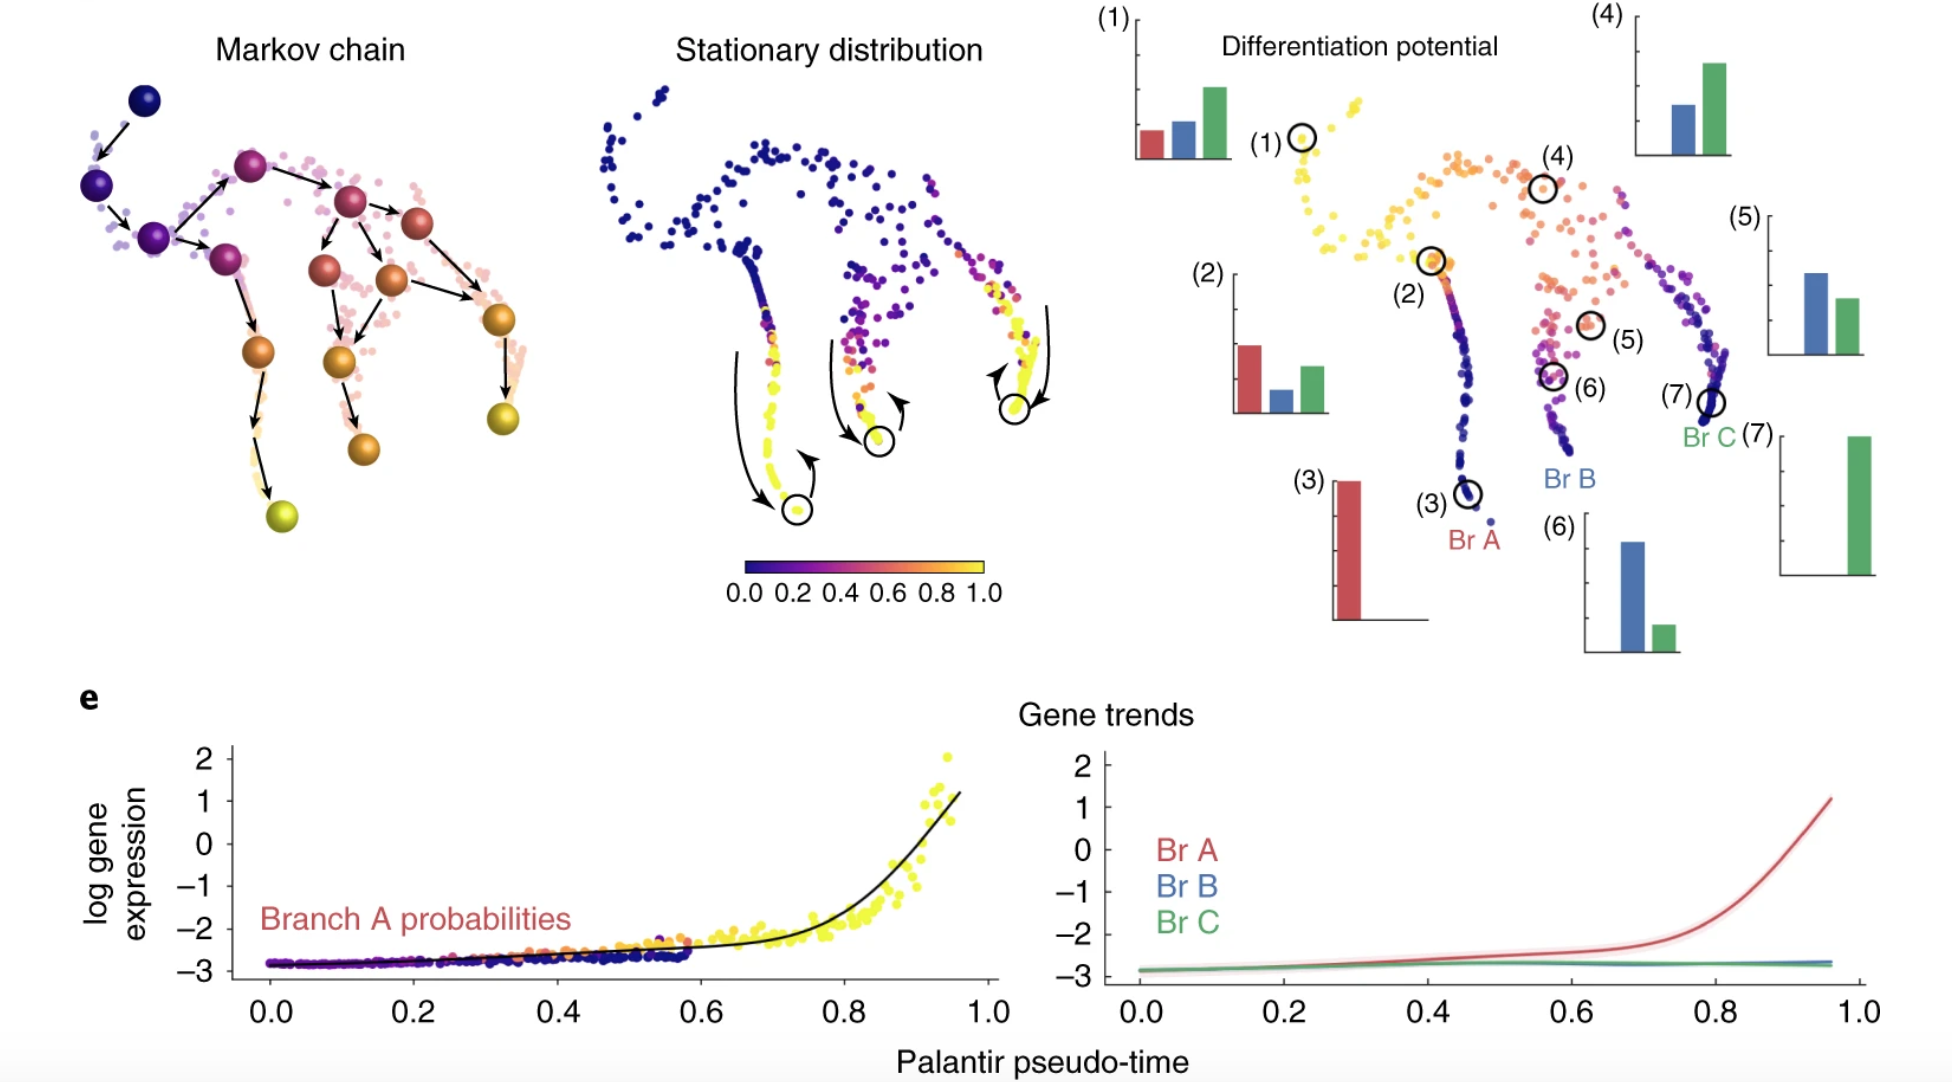 Markov chain
Stationary distribution
Differentiation potential
(1)
(4)
(1)
(4)
(5)
(2)
(2)
(5)
(6)
(7)
Br C
(7)
Br B
(3)
(3)
Br A
(6)
0.0 0.2 0.4 0.6 0.8 1.0
e
Gene trends
log gene
expression
2
1
0
−1
−2
−3
Branch A probabilities
0.0 0.2 0.4 0.6 0.8 1.0
2
1
0
−1
−2
−3
Br A
Br B
Br C
0.0 0.2 0.4 0.6 0.8 1.0
Palantir pseudo-time